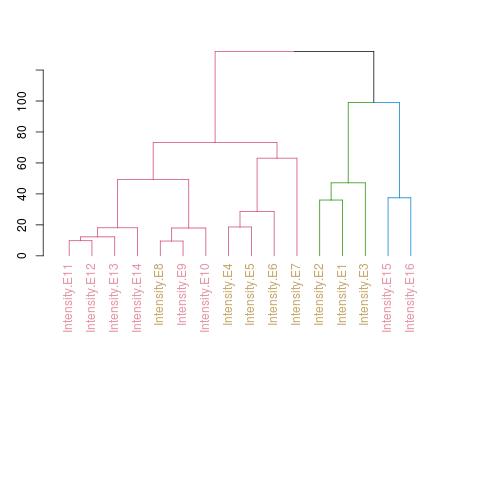 100
80
60
40
20
0
Intensity.E11
Intensity.E12
Intensity.E13
Intensity.E14
Intensity.E8
Intensity.E9
Intensity.E10
Intensity.E4
Intensity.E5
Intensity.E6
Intensity.E7
Intensity.E2
Intensity.E1
Intensity.E3
Intensity.E15
Intensity.E16